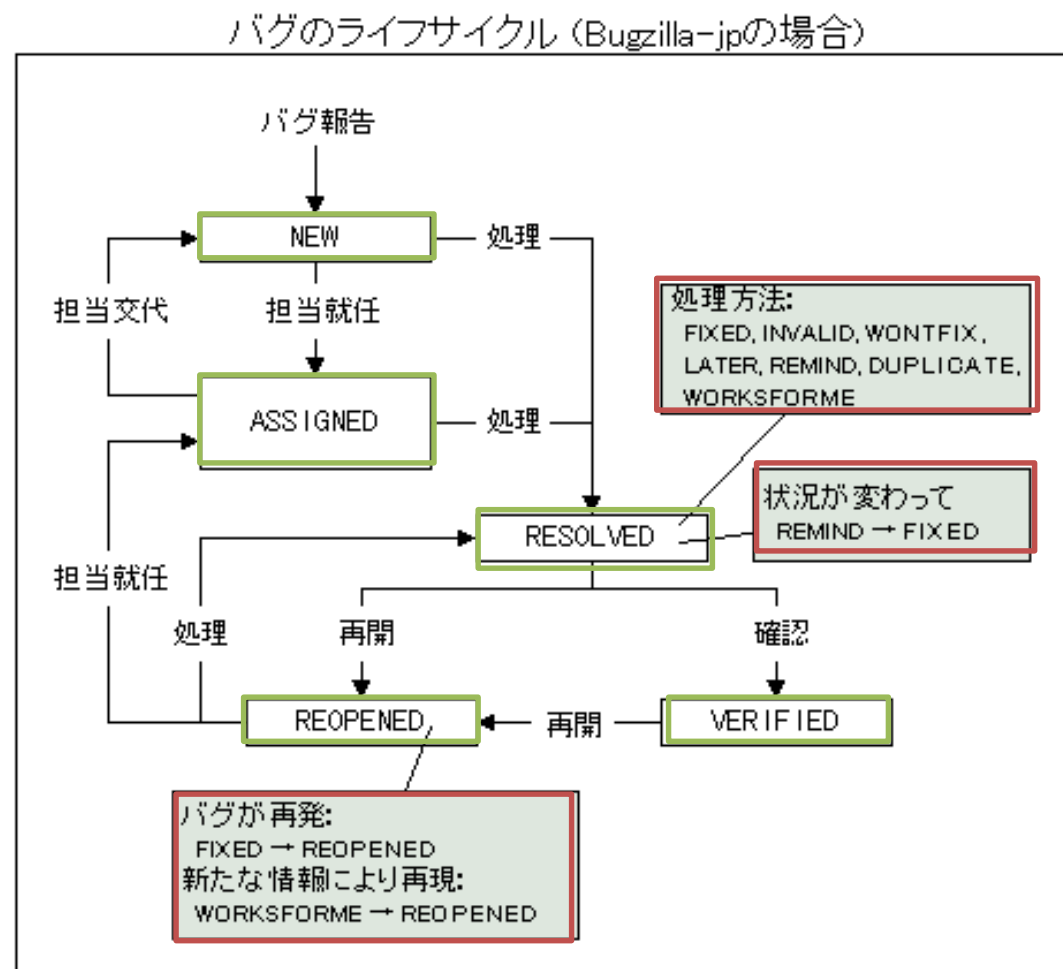 バグのライフサイクル（Bugzilla-jpの場合）
バグ報告
NEW
処理
担当交代
担当就任
処理方法:
FIXED, INVALID, WONTFIX,
LATER, REMIND, DUPLICATE,
WORKSFORME
ASSIGNED
処理
状況が変わって
REMIND → FIXED
RESOLVED
担当就任
処理
再開
確認
REOPENED
再開
VERIFIED
バグが再発:
FIXED → REOPENED
新たな情報により再現:
WORKSFORME → REOPENED